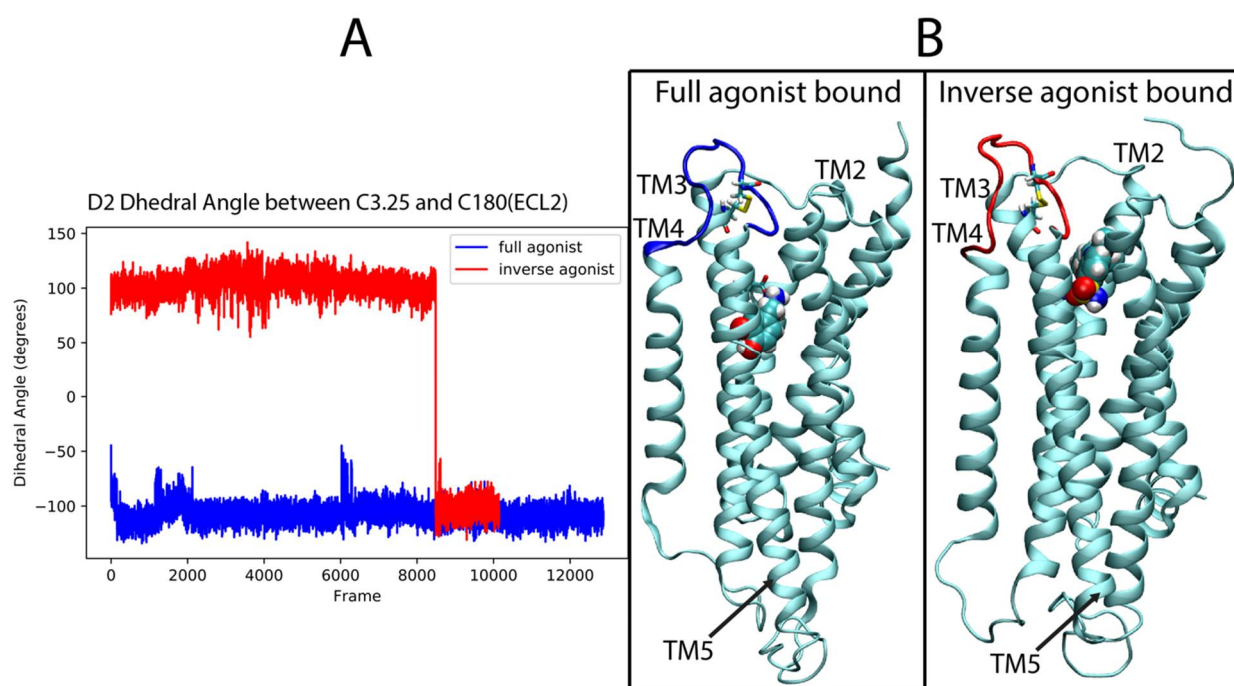 A
B
D2 Dhedral Angle between C3.25 and C180(ECL2)
Dihedral Angle (degrees)
150
100
50
0
−50
−100
full agonist
inverse agonist
0
2000
4000
6000
8000
10000
12000
Frame
Full agonist bound
TM3
TM2
TM4
TM5
Inverse agonist bound
TM2
TM3
TM4
TM5